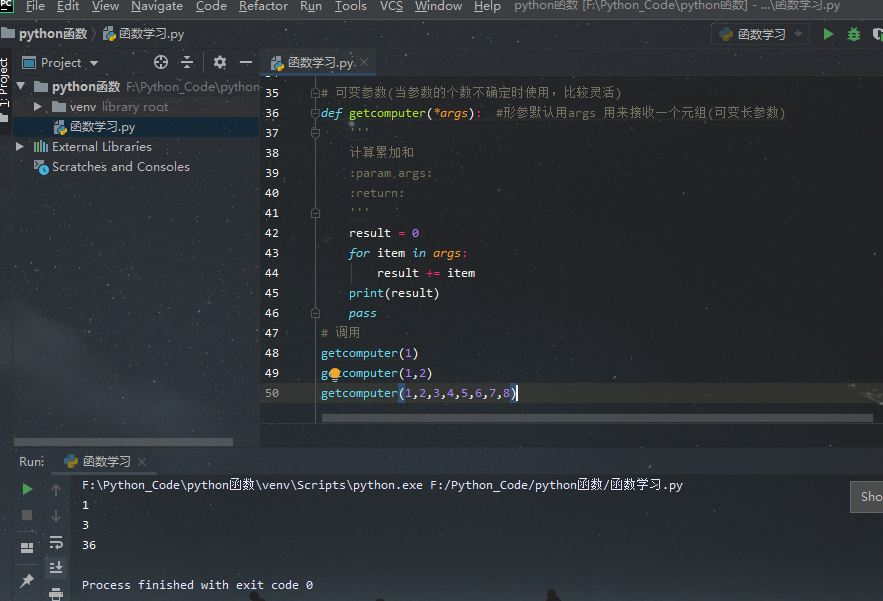 File Edit View Navigate Code Refactor Run Tools VCS Window Help python函数 [F:\Python_Code\python函数] - ...\函数学习.py
python函数 函数学习.py 函数学习
1: Project
Project 函数学习.py
python函数 F:\Python_Code\python
venv library root
函数学习.py
External Libraries
Scratches and Consoles
35 # 可变参数(当参数的个数不确定时使用，比较灵活)
36 def getcomputer(*args): #形参默认用args 用来接收一个元组(可变长参数)
37 '''
38 计算累加和
39 :param args:
40 :return:
41 '''
42 result = 0
43 for item in args:
44 result += item
45 print(result)
46 pass
47 # 调用
48 getcomputer(1)
49 getcomputer(1,2)
50 getcomputer(1,2,3,4,5,6,7,8)
Run: 函数学习
F:\Python_Code\python函数\venv\Scripts\python.exe F:/Python_Code/python函数/函数学习.py
1
3
36
Process finished with exit code 0
Sho